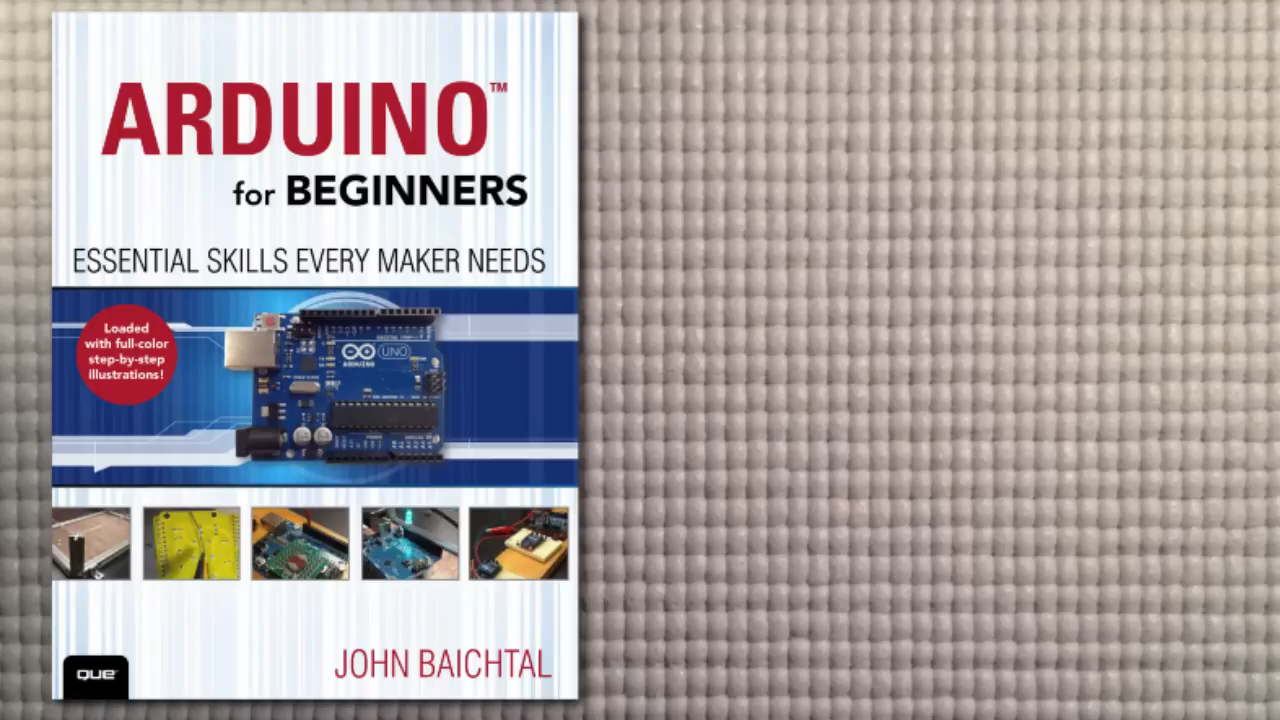 ARDUINO™
for BEGINNERS
ESSENTIAL SKILLS EVERY MAKER NEEDS
Loaded
with full-color
step-by-step
illustrations!
ARDUINO
UNO
JOHN BAICHTAL
que